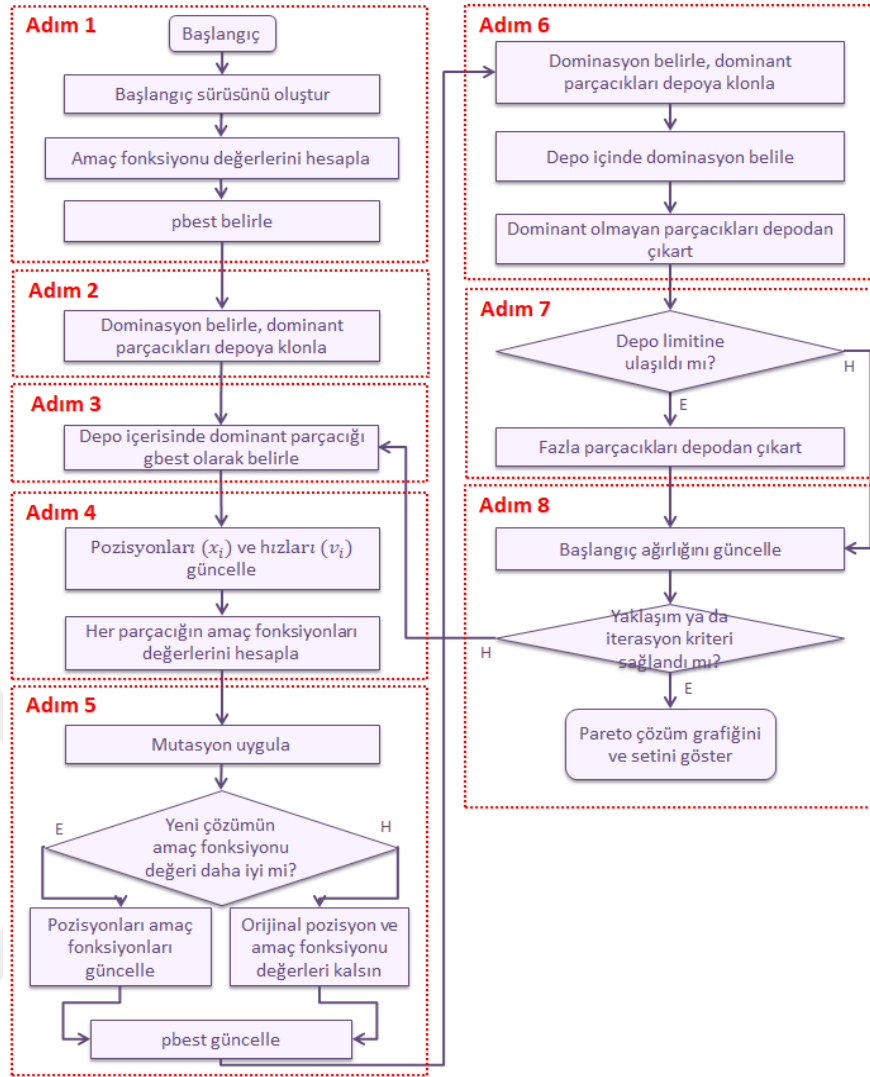 Adım 1
Başlangıç
Başlangıç sürüsünü oluştur
Amaç fonksiyonu değerlerini hesapla
pbest belirle
Adım 2
Dominasyon belirle, dominant
parçacıkları depoya klonla
Adım 3
Depo içerisinde dominant parçacığı
gbest olarak belirle
Adım 4
Pozisyonları (x_i) ve hızları (v_i)
güncelle
Her parçacığın amaç fonksiyonları
değerlerini hesapla
Adım 5
Mutasyon uygula
Yeni çözümün
amaç fonksiyonu
değeri daha iyi mi?
E
H
Pozisyonları amaç
fonksiyonları
güncelle
Orijinal pozisyon ve
amaç fonksiyonu
değerleri kalsın
pbest güncelle
Adım 6
Dominasyon belirle, dominant
parçacıkları depoya klonla
Depo içinde dominasyon belile
Dominant olmayan parçacıkları depodan
çıkart
Adım 7
Depo limitine
ulaşıldı mı?
H
E
Fazla parçacıkları depodan çıkart
Adım 8
Başlangıç ağırlığını güncelle
Yaklaşım ya da
iterasyon kriteri
sağlandı mı?
H
E
Pareto çözüm grafiğini
ve setini göster